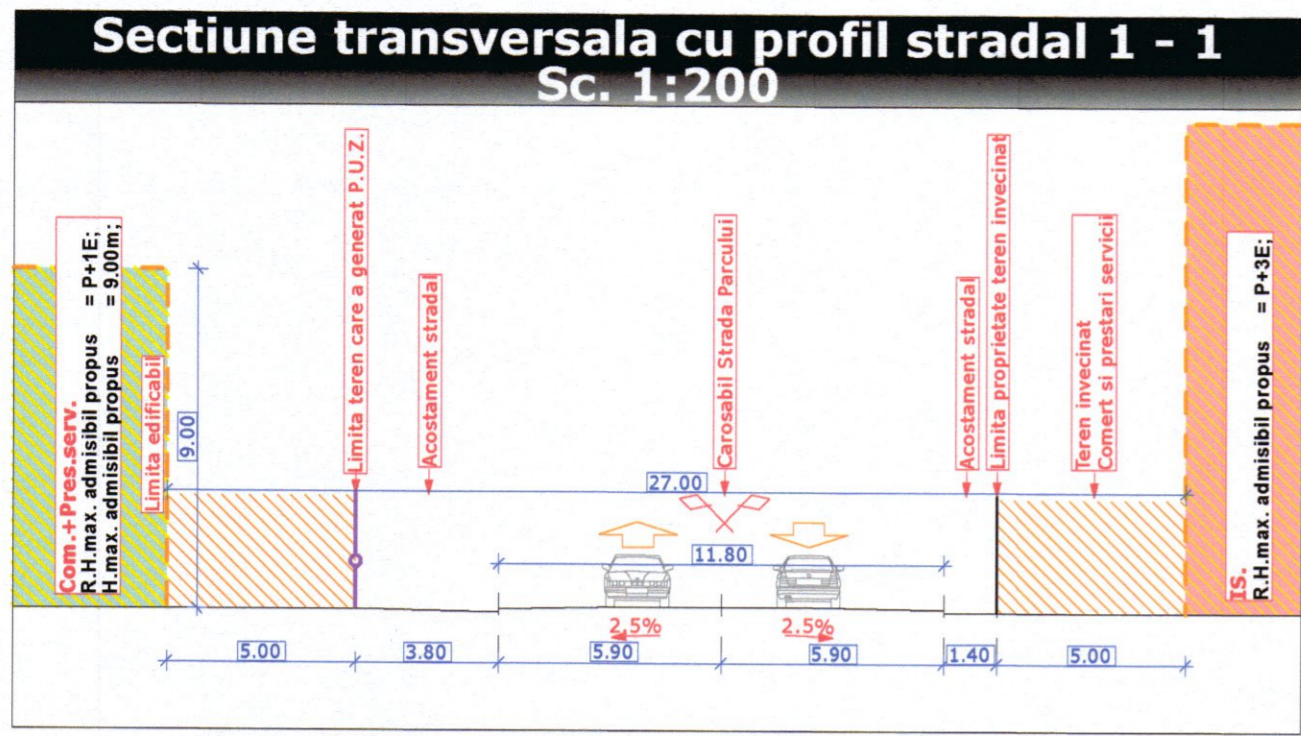 Sectiune transversala cu profil stradal 1 - 1
Sc. 1:200
Com.+Pres.serv.
R.H.max. admisibil propus = P+1E;
H.max. admisibil propus = 9.00m;
Limita edificabil
9.00
Limita teren care a generat P.U.Z.
Acostament stradal
Carosabil Strada Parcului
Acostament stradal
Limita proprietate teren invecinat
Teren invecinat
Comert si prestari servicii
IS.
R.H.max. admisibil propus = P+3E;
27.00
11.80
2.5%
2.5%
5.00
3.80
5.90
5.90
1.40
5.00